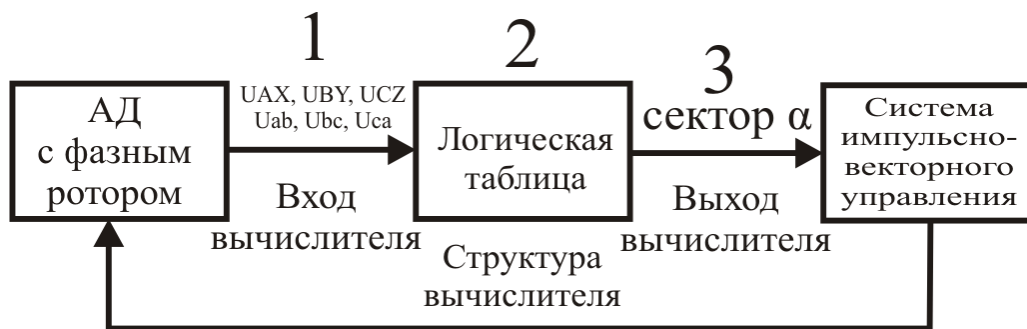 1
2
3
АД
с фазным
ротором
UAX, UBY, UCZ
Uab, Ubc, Uca
Вход
вычислителя
Логическая
таблица
Структура
вычислителя
сектор α
Выход
вычислителя
Система
импульсно-
векторного
управления